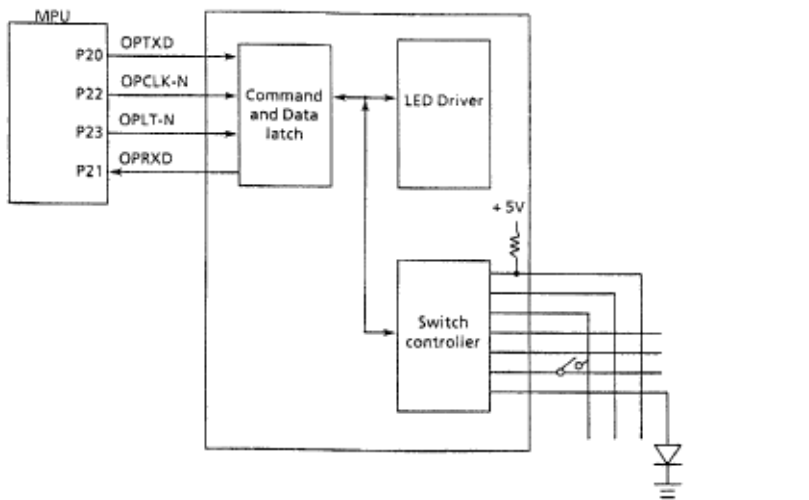 MPU
P20
OPTXD
P22
OPCLK-N
P23
OPLT-N
P21
OPRXD
Command
and Data
latch
LED Driver
+ 5V
Switch
controller